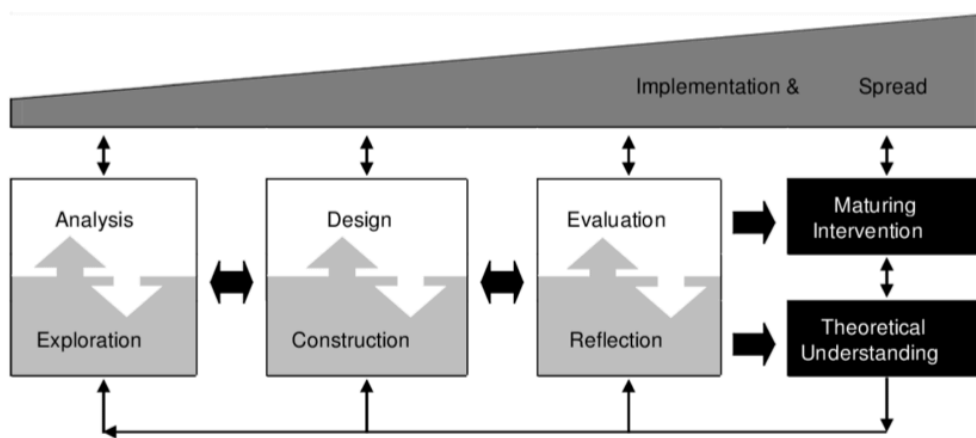 Implementation & Spread
Analysis
Exploration
Design
Construction
Evaluation
Reflection
Maturing
Intervention
Theoretical
Understanding